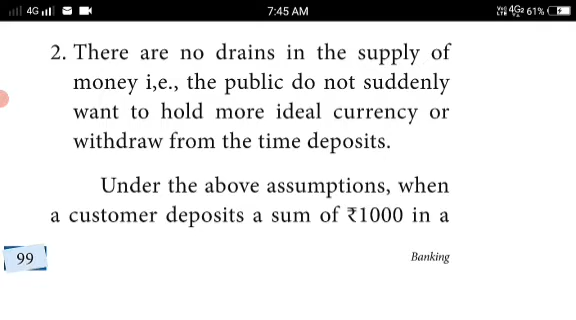 4G 7:45 AM 4G2 61%
2. There are no drains in the supply of
money i,e., the public do not suddenly
want to hold more ideal currency or
withdraw from the time deposits.
Under the above assumptions, when
a customer deposits a sum of ₹1000 in a
99
Banking